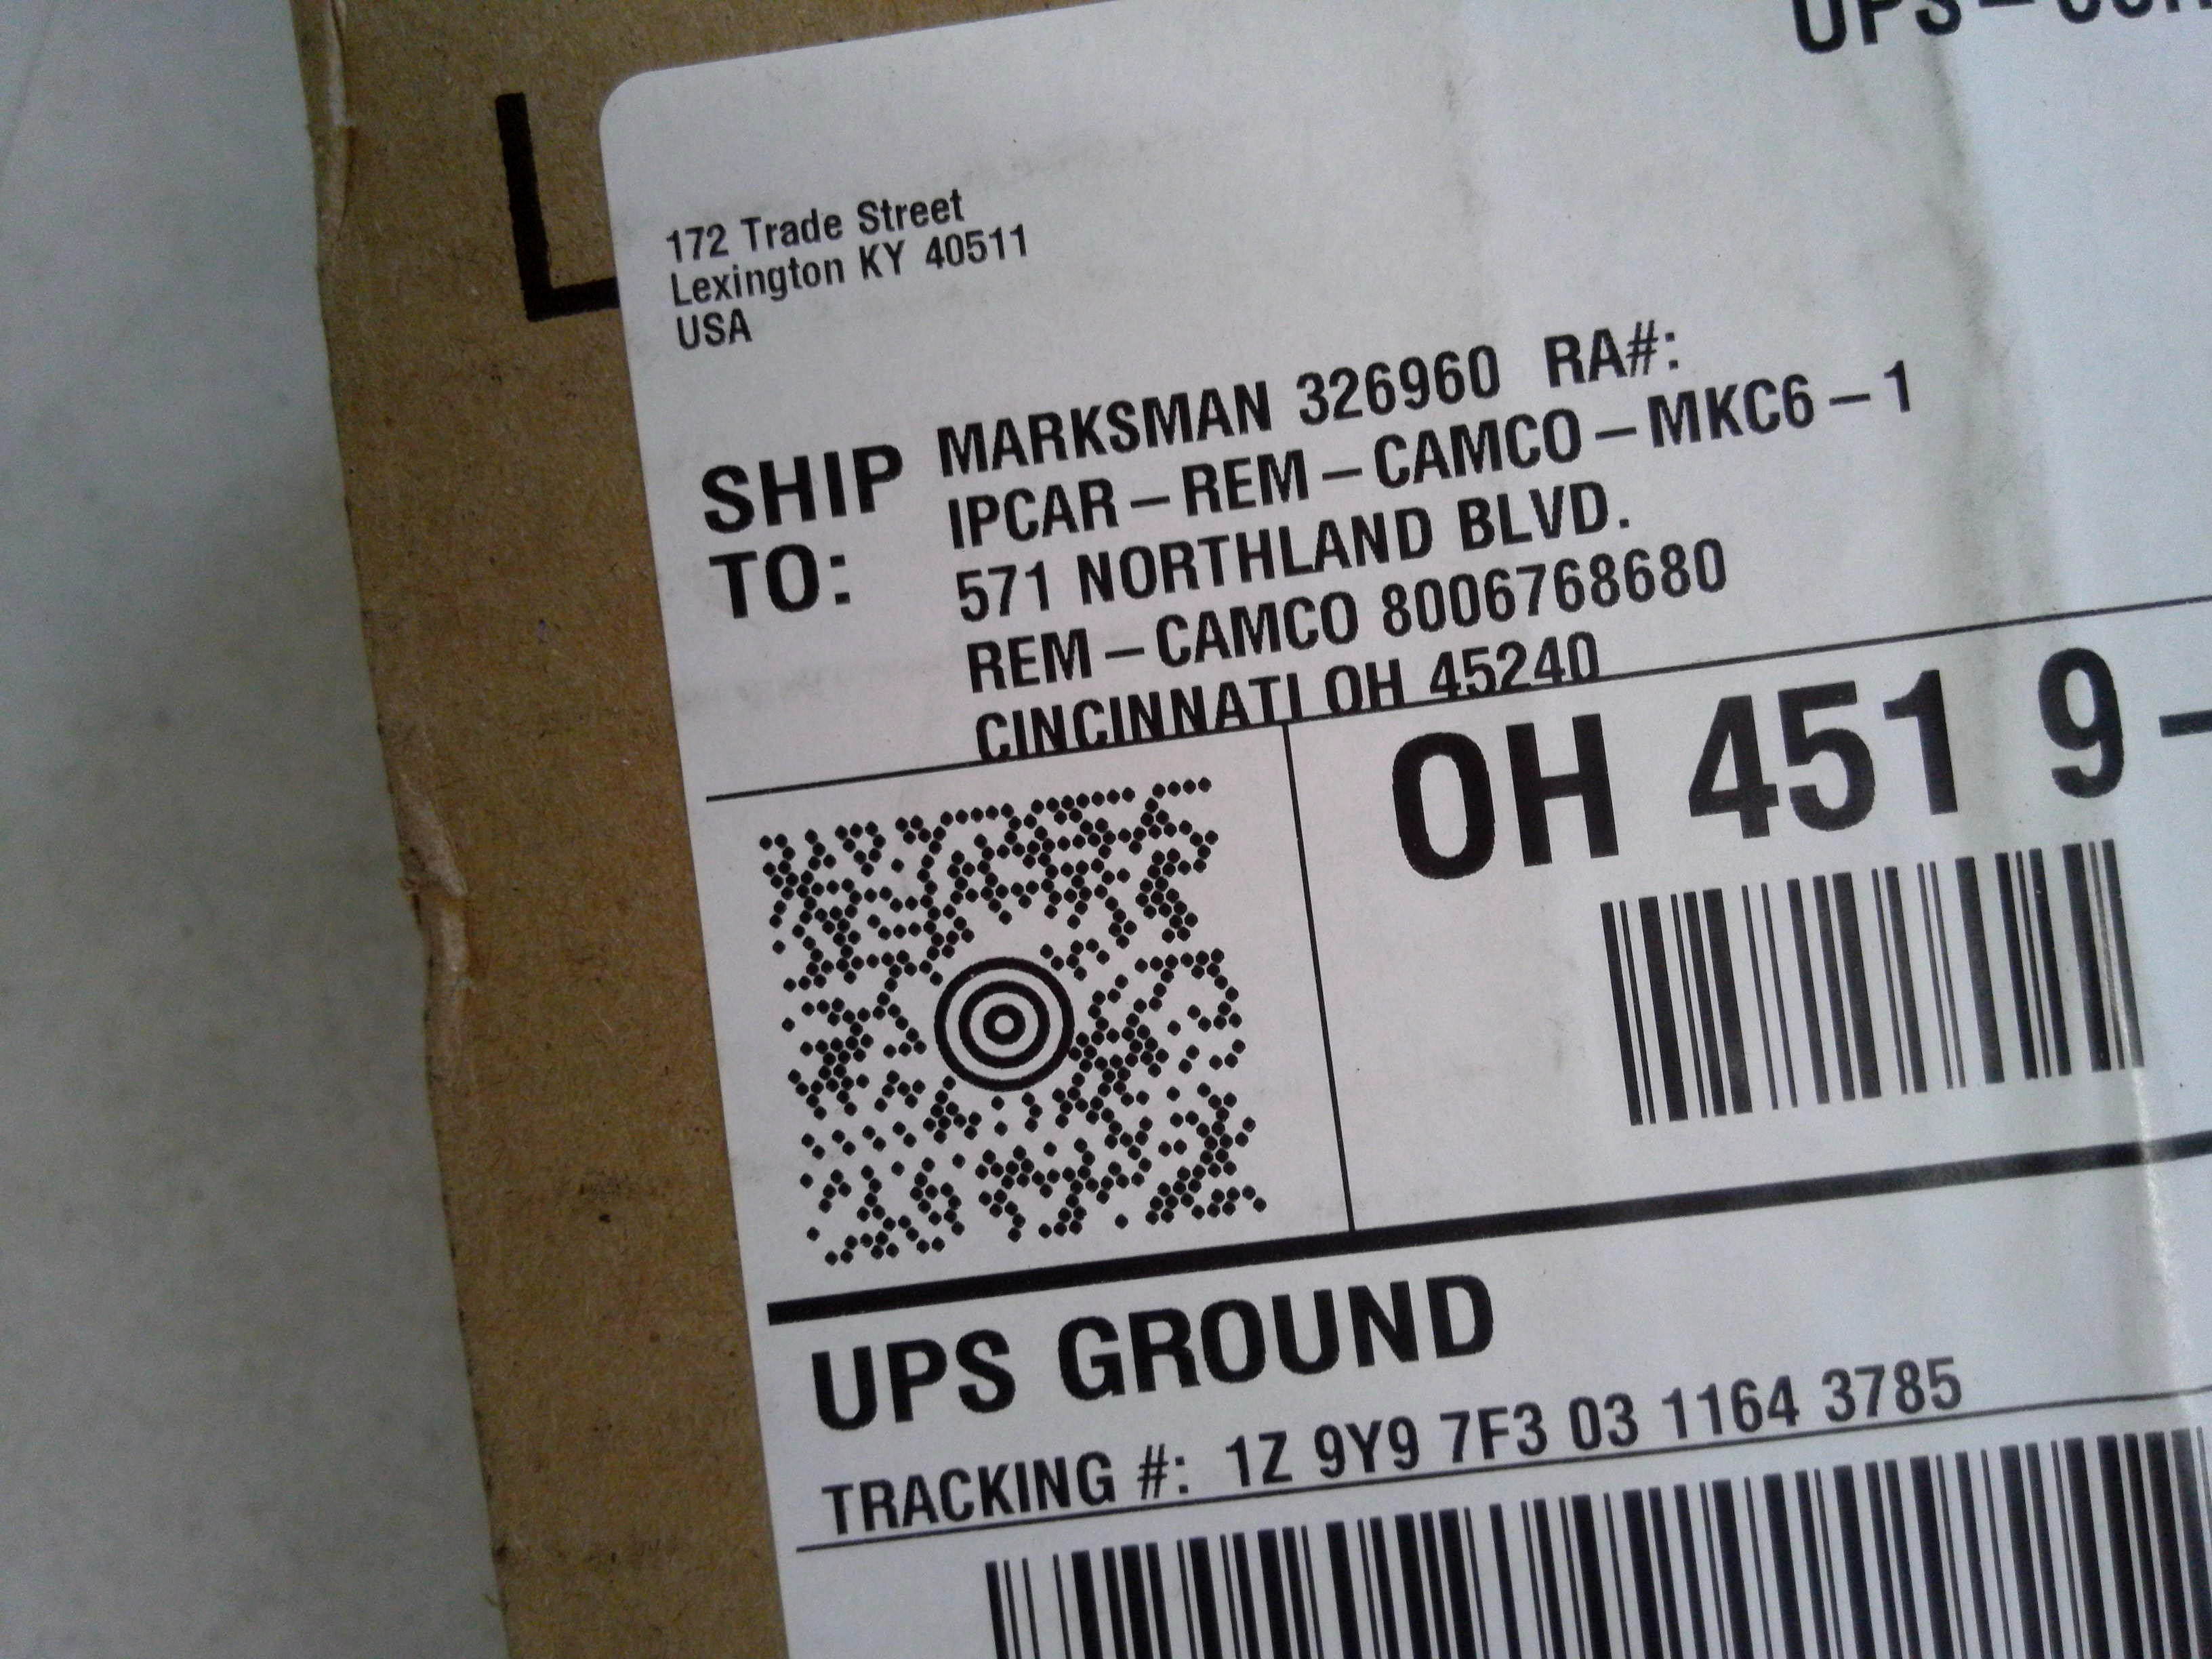 172 Trade Street
Lexington KY 40511
USA
SHIP TO:
MARKSMAN 326960 RA#:
IPCAR-REM-CAMCO-MKC6-1
571 NORTHLAND BLVD.
REM-CAMCO 8006768680
CINCINNATI OH 45240
OH 451 9-
UPS GROUND
TRACKING #: 1Z 9Y9 7F3 03 1164 3785